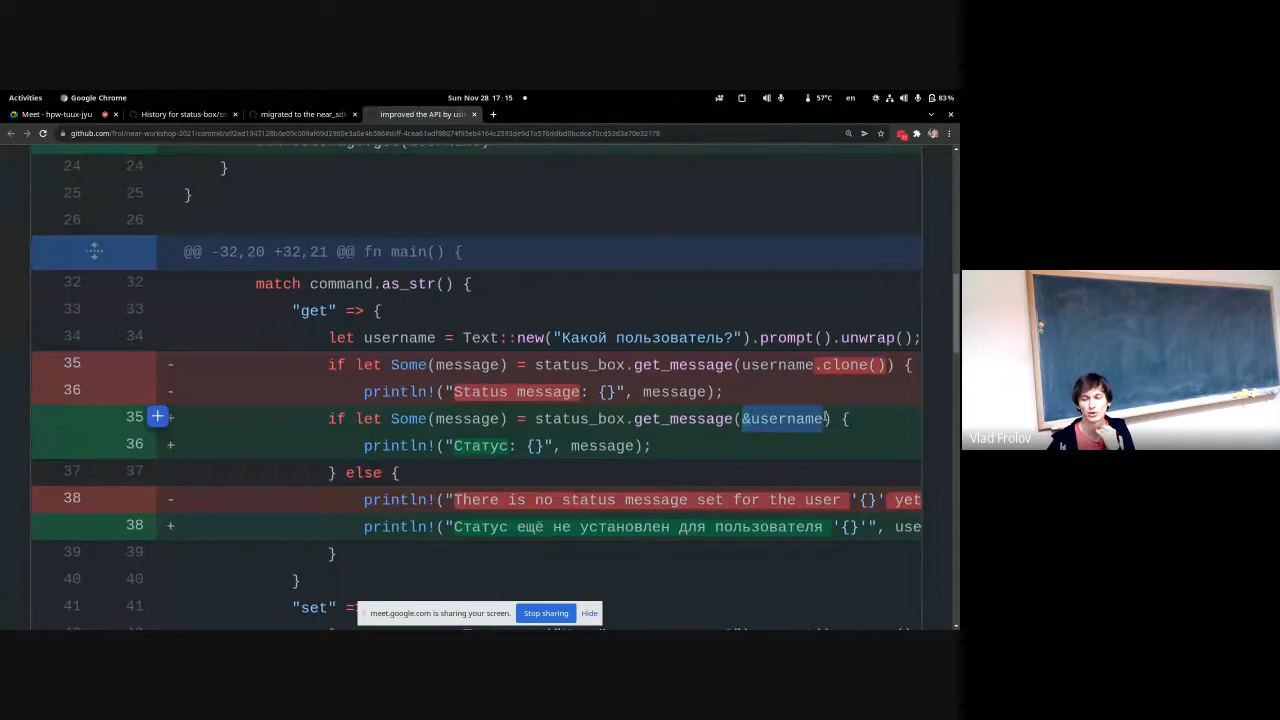 Activities Google Chrome Sun Nov 28 17:15 57°C en 83 %
Meet - hpw-tuux-jyu History for status-box/s migrated to the near_sd improved the API by usi
24 24 }
25 25 }
26 26
@@ -32,20 +32,21 @@ fn main() {
32 32 match command.as_str() {
33 33 "get" => {
34 34 let username = Text::new("Какой пользователь?").prompt().unwrap();
35 - if let Some(message) = status_box.get_message(username.clone()) {
36 - println!("Status message: {}", message);
35 + if let Some(message) = status_box.get_message(&username) {
36 + println!("Статус: {}", message);
37 37 } else {
38 - println!("There is no status message set for the user '{}' yet
38 + println!("Статус ещё не установлен для пользователя '{}'", use
39 39 }
40 40 }
41 41 "set" =
meet.google.com is sharing your screen. Stop sharing Hide
Vlad Frolov